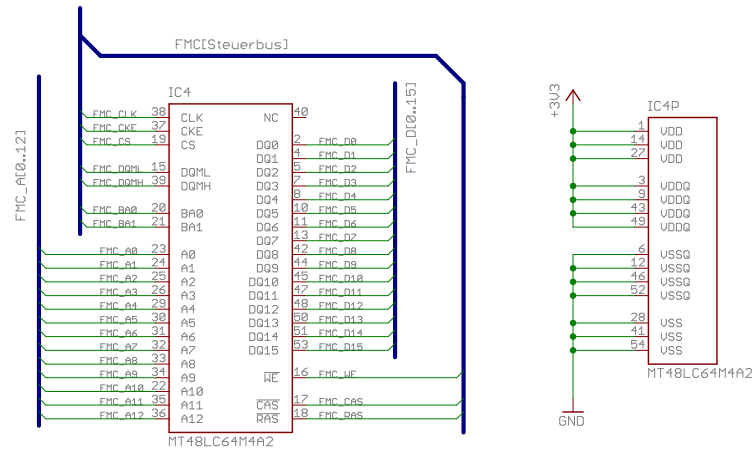 FMC[Steuerbus]
IC4
FMC_A[0..12]
FMC_D[0..15]
FMC_CLK 38 CLK NC 40
FMC_CKE 37 CKE
FMC_CS 19 CS DQ0 2 FMC_D0
DQ1 4 FMC_D1
FMC_DQML 15 DQML DQ2 5 FMC_D2
FMC_DQMH 39 DQMH DQ3 7 FMC_D3
DQ4 8 FMC_D4
FMC_BA0 20 BA0 DQ5 10 FMC_D5
FMC_BA1 21 BA1 DQ6 11 FMC_D6
DQ7 13 FMC_D7
FMC_A0 23 A0 DQ8 42 FMC_D8
FMC_A1 24 A1 DQ9 44 FMC_D9
FMC_A2 25 A2 DQ10 45 FMC_D10
FMC_A3 26 A3 DQ11 47 FMC_D11
FMC_A4 29 A4 DQ12 48 FMC_D12
FMC_A5 30 A5 DQ13 50 FMC_D13
FMC_A6 31 A6 DQ14 51 FMC_D14
FMC_A7 32 A7 DQ15 53 FMC_D15
FMC_A8 33 A8
FMC_A9 34 A9 WE 16 FMC_WE
FMC_A10 22 A10
FMC_A11 35 A11 CAS 17 FMC_CAS
FMC_A12 36 A12 RAS 18 FMC_RAS
MT48LC64M4A2
+3V3
IC4P
1 VDD
14 VDD
27 VDD
3 VDDQ
9 VDDQ
43 VDDQ
49 VDDQ
6 VSSQ
12 VSSQ
46 VSSQ
52 VSSQ
28 VSS
41 VSS
54 VSS
MT48LC64M4A2
GND